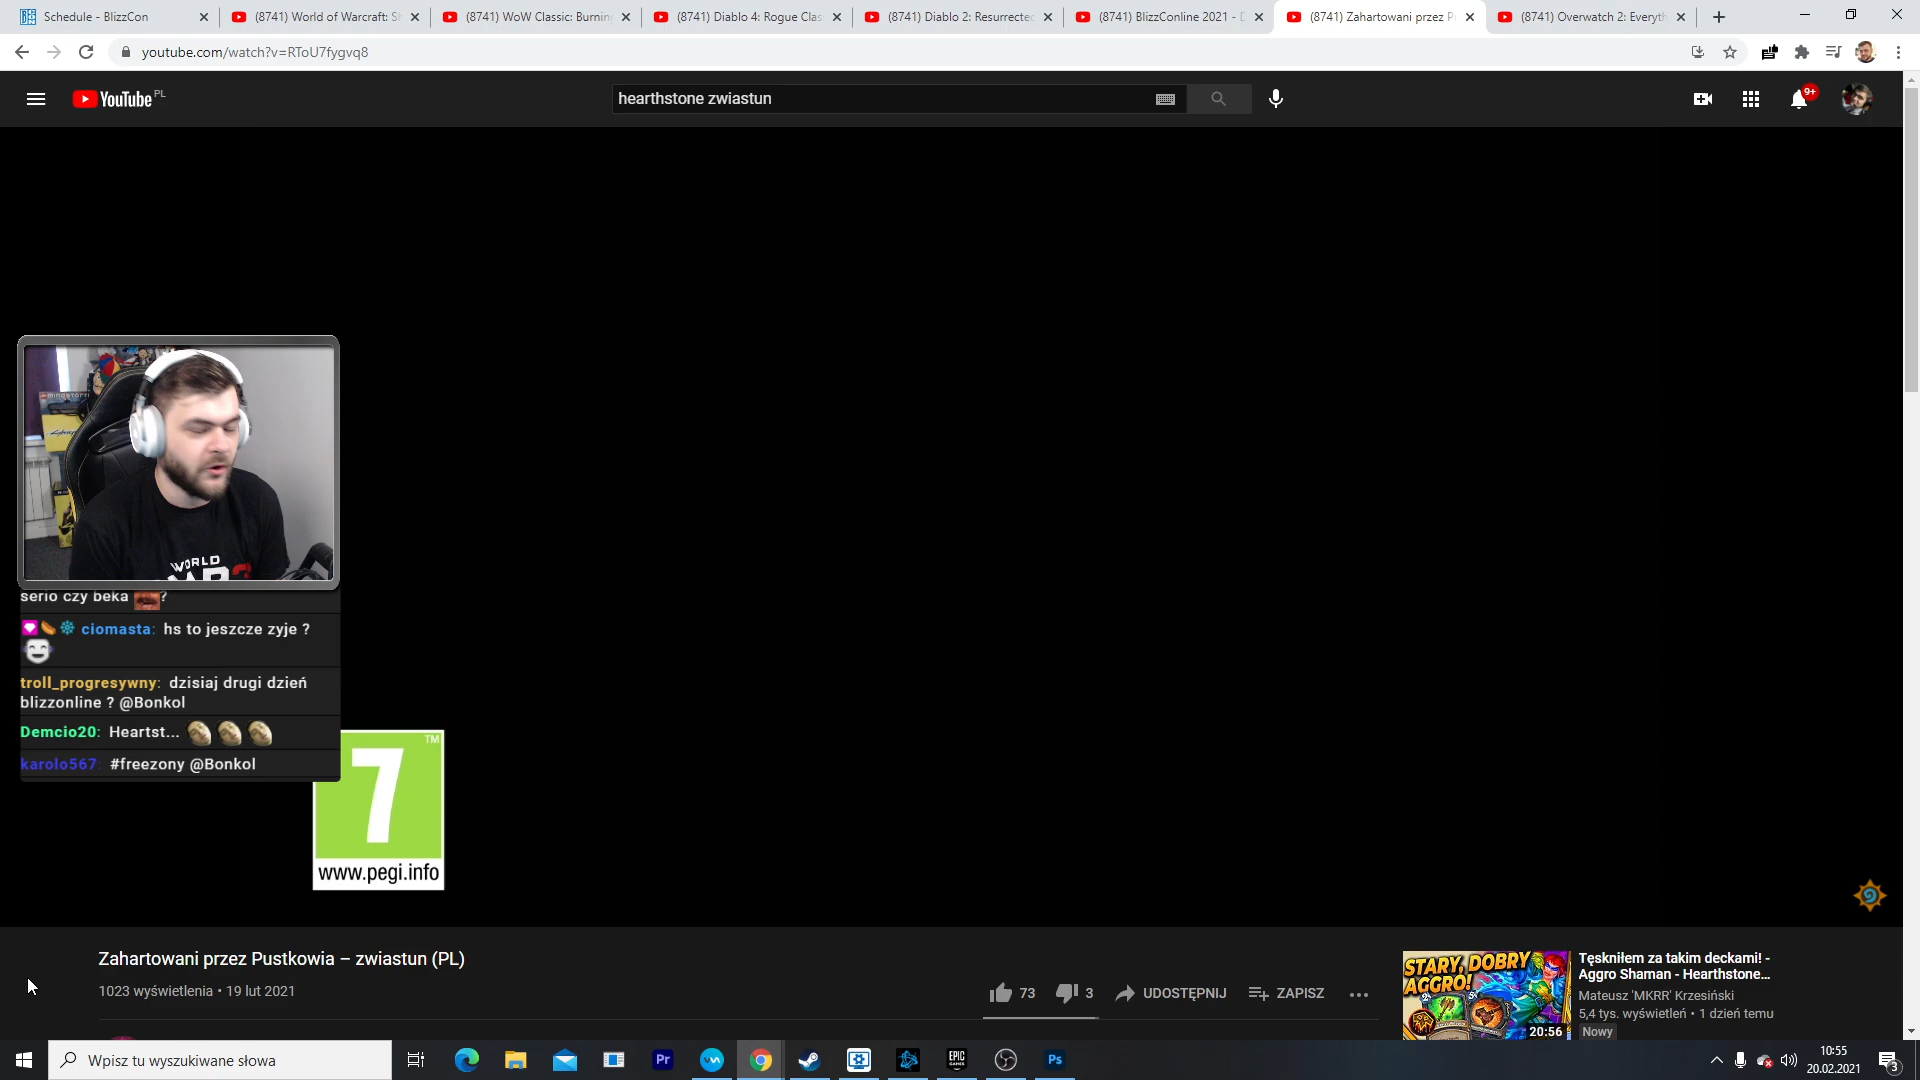 Schedule - BlizzCon
(8741) World of Warcraft: S
(8741) WoW Classic: Burnin
(8741) Diablo 4: Rogue Clas
(8741) Diablo 2: Resurrecte
(8741) BlizzConline 2021 - D
(8741) Zahartowani przez P
(8741) Overwatch 2: Everyth
youtube.com/watch?v=RToU7fygvq8
YouTube PL
hearthstone zwiastun
9+
WORLD
serio czy beka ?
ciomasta: hs to jeszcze zyje ?
troll_progresywny: dzisiaj drugi dzień
blizzonline ? @Bonkol
Demcio20: Heartst...
karolo567: #freezony @Bonkol
7 TM
www.pegi.info
Zahartowani przez Pustkowia – zwiastun (PL)
1023 wyświetlenia • 19 lut 2021
73
3
UDOSTĘPNIJ
ZAPISZ
STARY, DOBRY
AGGRO!
20:56
Tęskniłem za takim deckami! -
Aggro Shaman - Hearthstone...
Mateusz 'MKRR' Krzesiński
5,4 tys. wyświetleń • 1 dzień temu
Nowy
Wpisz tu wyszukiwane słowa
Pr
EPIC
GAMES
Ps
10:55
20.02.2021
3